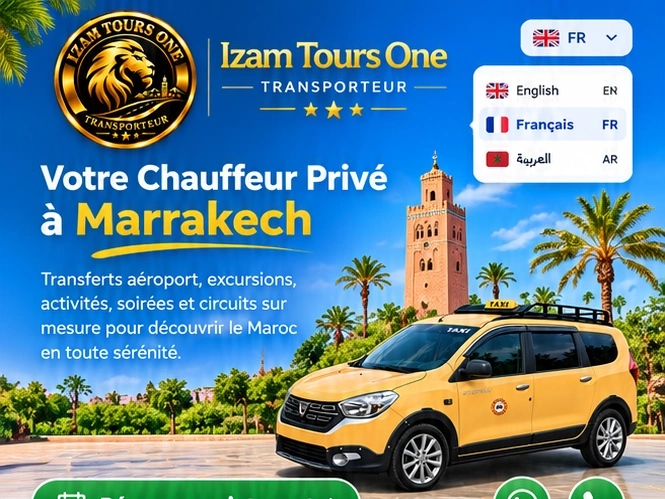 IZAM TOURS ONE
TRANSPORTEUR
Izam Tours One
TRANSPORTEUR
FR
English EN
Français FR
العربية AR
Votre Chauffeur Privé
à Marrakech
Transferts aéroport, excursions,
activités, soirées et circuits sur
mesure pour découvrir le Maroc
en toute sérénité.
TAXI
TAXI